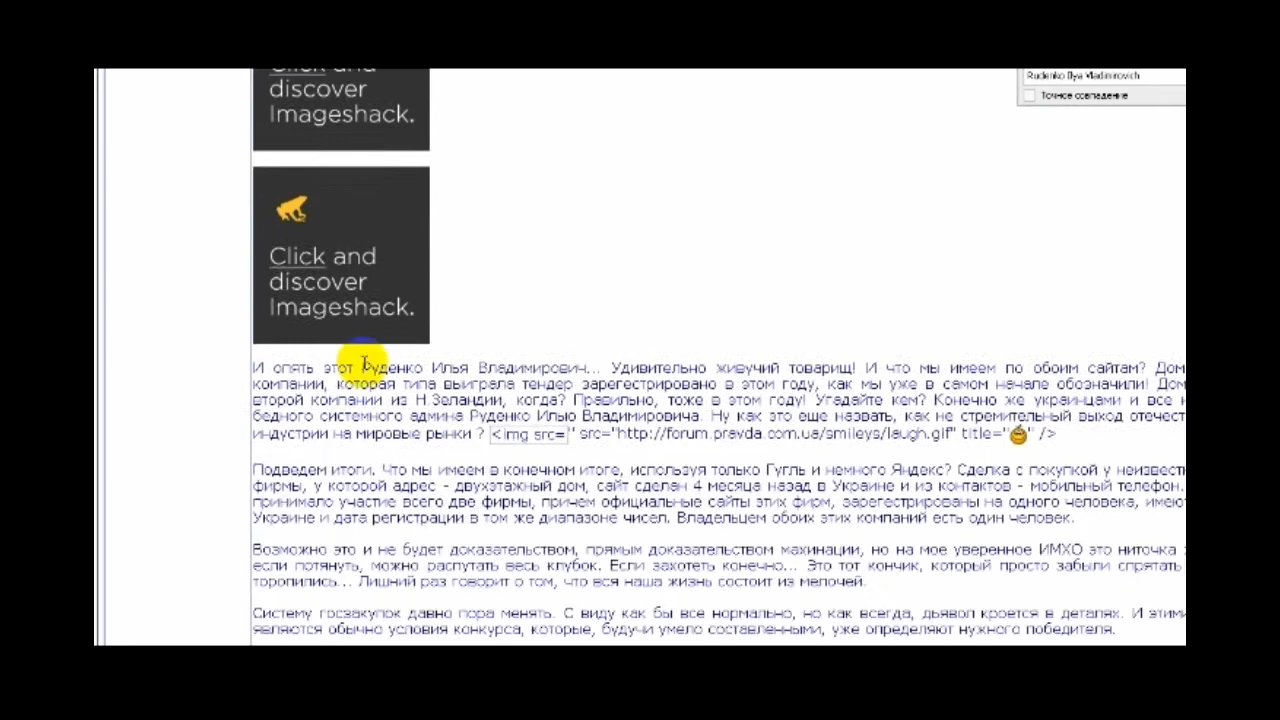 Click and
discover
Imageshack.
Rudenko Ilya Vladimirovich
Точное совпадение
Click and
discover
Imageshack.
И опять этот Руденко Илья Владимирович... Удивительно живучий товарищ! И что мы имеем по обоим сайтам? Дом
компании, которая типа выиграла тендер зарегестрировано в этом году, как мы уже в самом начале обозначили! Дом
второй компании из Н.Зеландии, когда? Правильно, тоже в этом году! Угадайте кем? Конечно же украинцами и все
бедного системного админа Руденко Илью Владимировича. Ну как это еще назвать, как не стремительный выход отечест
индустрии на мировые рынки ? <img src=" src="http://forum.pravda.com.ua/smileys/laugh.gif" title="" />
Подведем итоги. Что мы имеем в конечном итоге, используя только Гугль и немного Яндекс? Сделка с покупкой у неизвест
фирмы, у которой адрес - двухэтажный дом, сайт сделан 4 месяца назад в Украине и из контактов - мобильный телефон.
принимало участие всего две фирмы, причем официальные сайты этих фирм, зарегестрированы на одного человека, имею
Украине и дата регистрации в том же диапазоне чисел. Владельцем обоих этих компаний есть один человек.
Возможно это и не будет доказательством, прямым доказательством махинации, но на мое уверенное ИМХО это ниточка
если потянуть, можно распутать весь клубок. Если захотеть конечно... Это тот кончик, который просто забыли спрятать
торопились... Лишний раз говорит о том, что вся наша жизнь состоит из мелочей.
Систему госзакупок давно пора менять. С виду как бы все нормально, но как всегда, дьявол кроется в деталях. И этими
являются обычно условия конкурса, которые, будучи умело составленными, уже определяют нужного победителя.